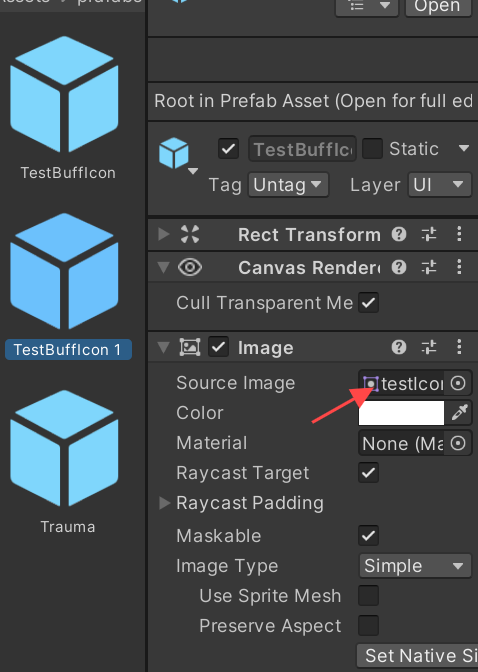 Assets > prefabs
Open
TestBuffIcon
Root in Prefab Asset (Open for full ed
TestBuffIc
Static
Tag Untag Layer UI
Rect Transform
Canvas Rendere
Cull Transparent Me
TestBuffIcon 1
Image
Source Image testIcon
Color
Material None (Ma
Raycast Target
Raycast Padding
Trauma
Maskable
Image Type Simple
Use Sprite Mesh
Preserve Aspect
Set Native Si